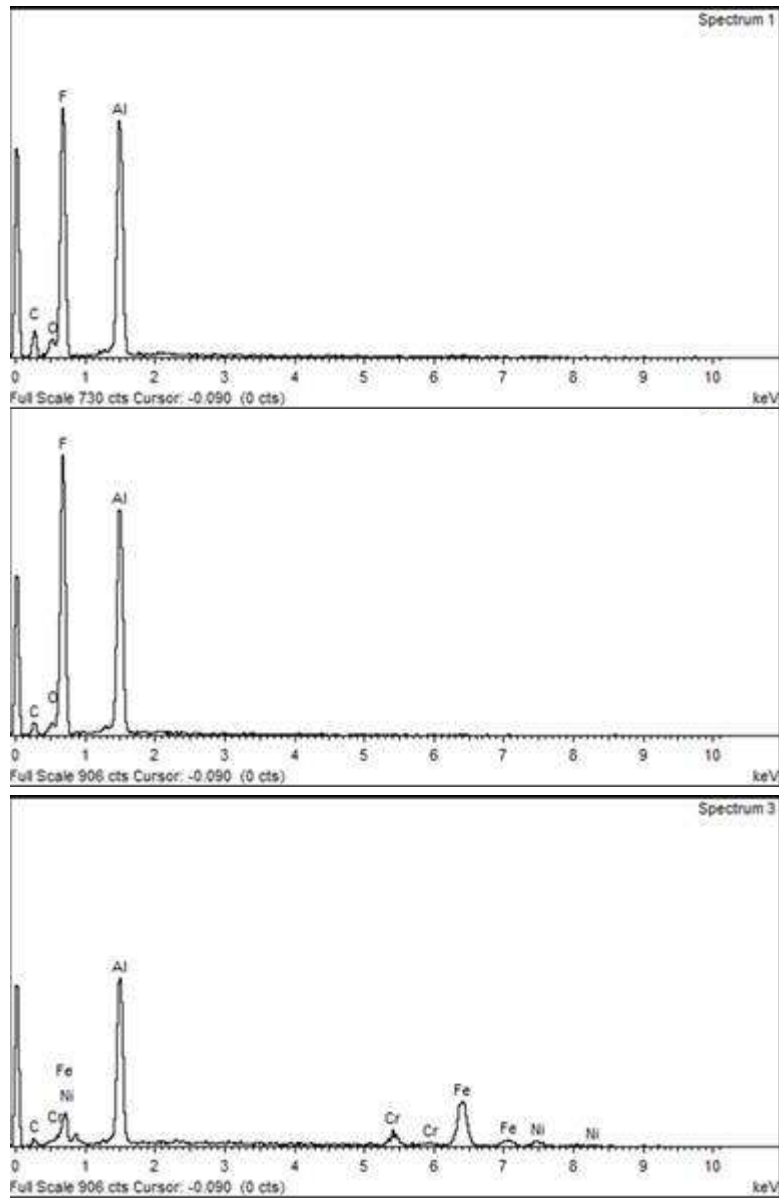 Spectrum 1
F
Al
C
O
0 1 2 3 4 5 6 7 8 9 10
Full Scale 730 cts Cursor: -0.090 (0 cts) keV
F
Al
O
C
0 1 2 3 4 5 6 7 8 9 10
Full Scale 906 cts Cursor: -0.090 (0 cts) keV
Spectrum 3
Al
Fe
Ni
Cr
C
Fe
Cr
Cr
Fe
Ni
Ni
0 1 2 3 4 5 6 7 8 9 10
Full Scale 906 cts Cursor: -0.090 (0 cts) keV